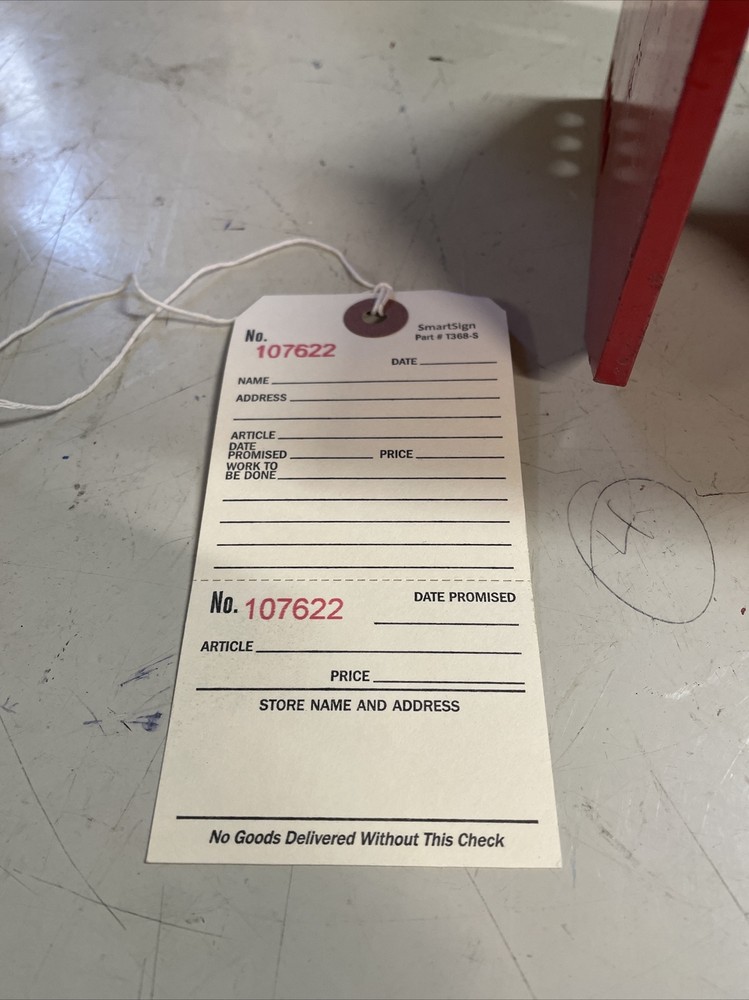 No.
107622
SmartSign
Part # T368-S
DATE
NAME
ADDRESS
ARTICLE
DATE
PROMISED PRICE
WORK TO
BE DONE
No. 107622
DATE PROMISED
ARTICLE
PRICE
STORE NAME AND ADDRESS
No Goods Delivered Without This Check
4